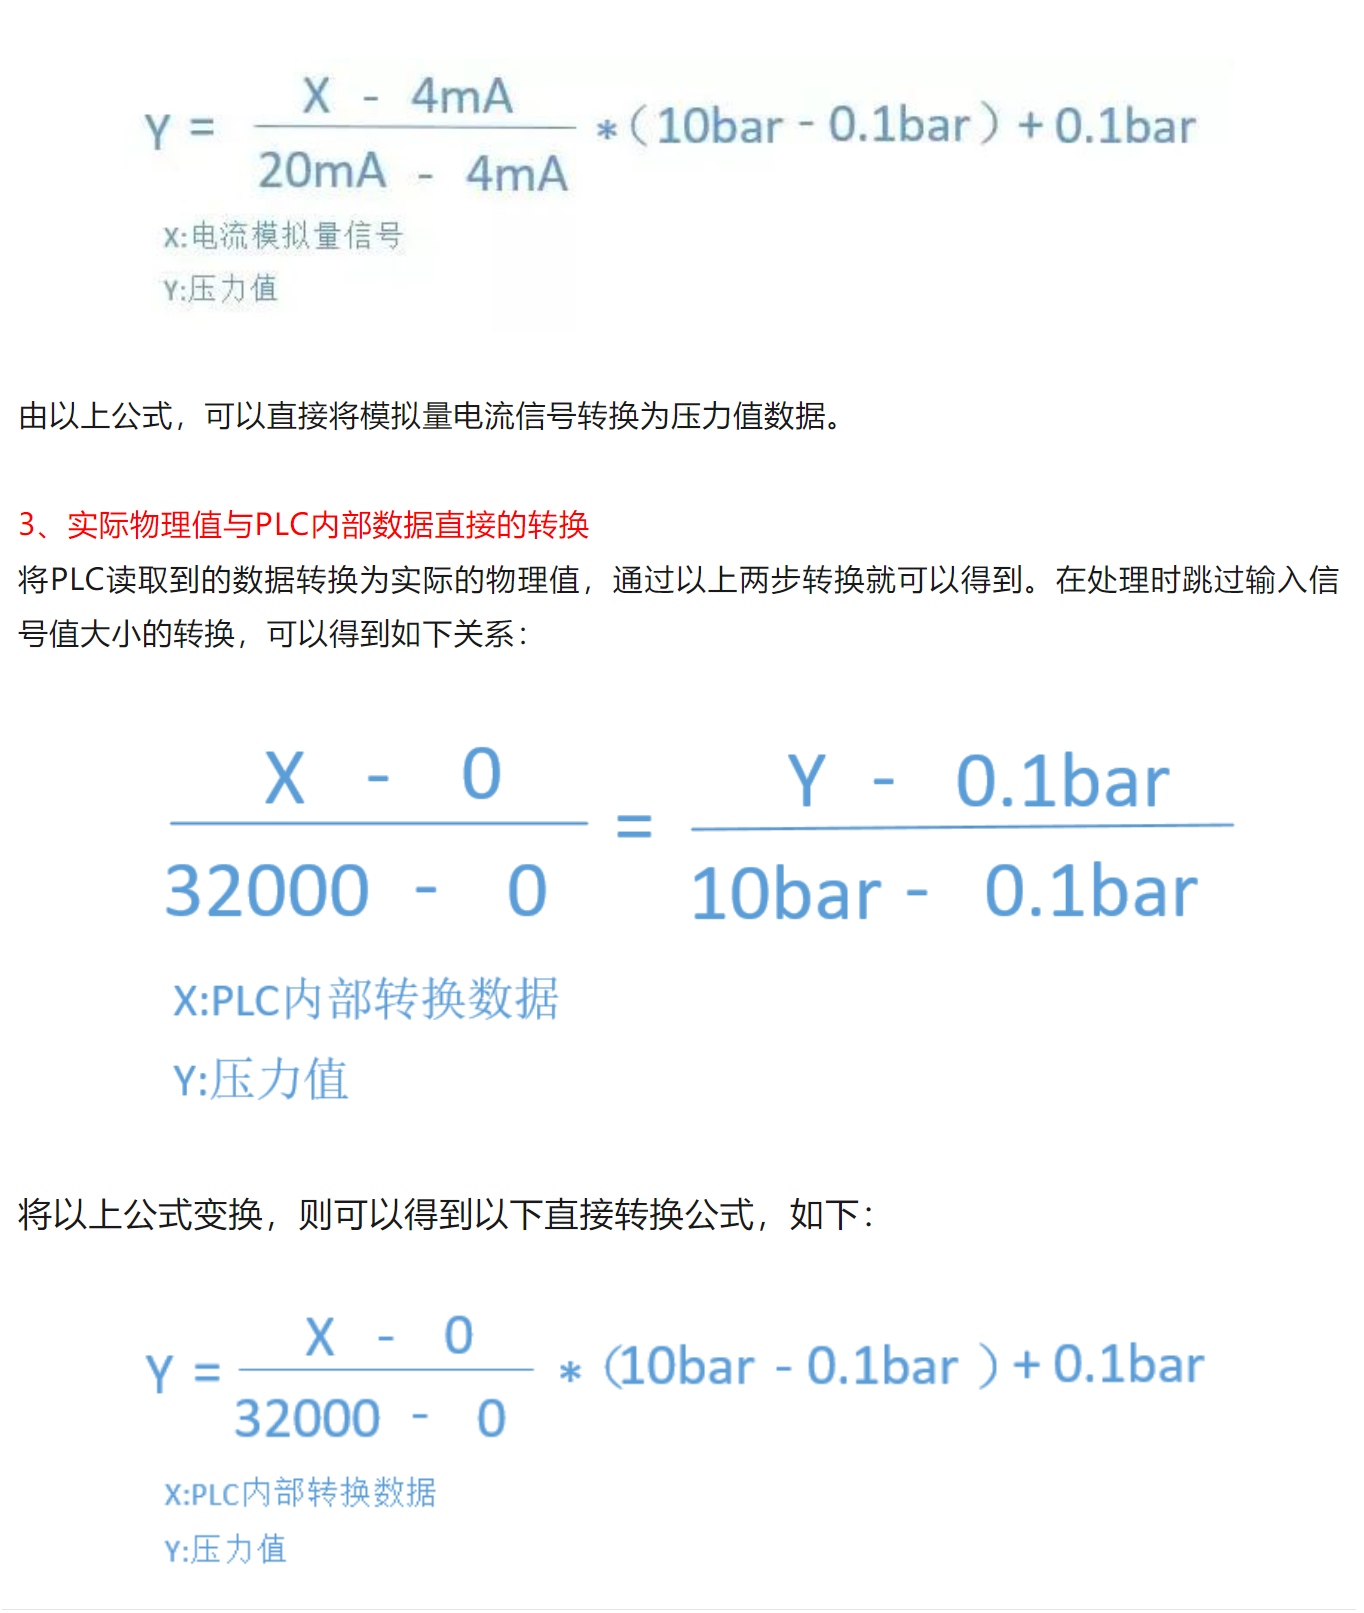 Y = X - 4mA / 20mA - 4mA *（10bar - 0.1bar）+ 0.1bar
X:电流模拟量信号
Y:压力值
由以上公式，可以直接将模拟量电流信号转换为压力值数据。
3、实际物理值与PLC内部数据直接的转换
将PLC读取到的数据转换为实际的物理值，通过以上两步转换就可以得到。在处理时跳过输入信
号值大小的转换，可以得到如下关系：
X - 0 / 32000 - 0 = Y - 0.1bar / 10bar - 0.1bar
X:PLC内部转换数据
Y:压力值
将以上公式变换，则可以得到以下直接转换公式，如下：
Y = X - 0 / 32000 - 0 *（10bar - 0.1bar ）+ 0.1bar
X:PLC内部转换数据
Y:压力值